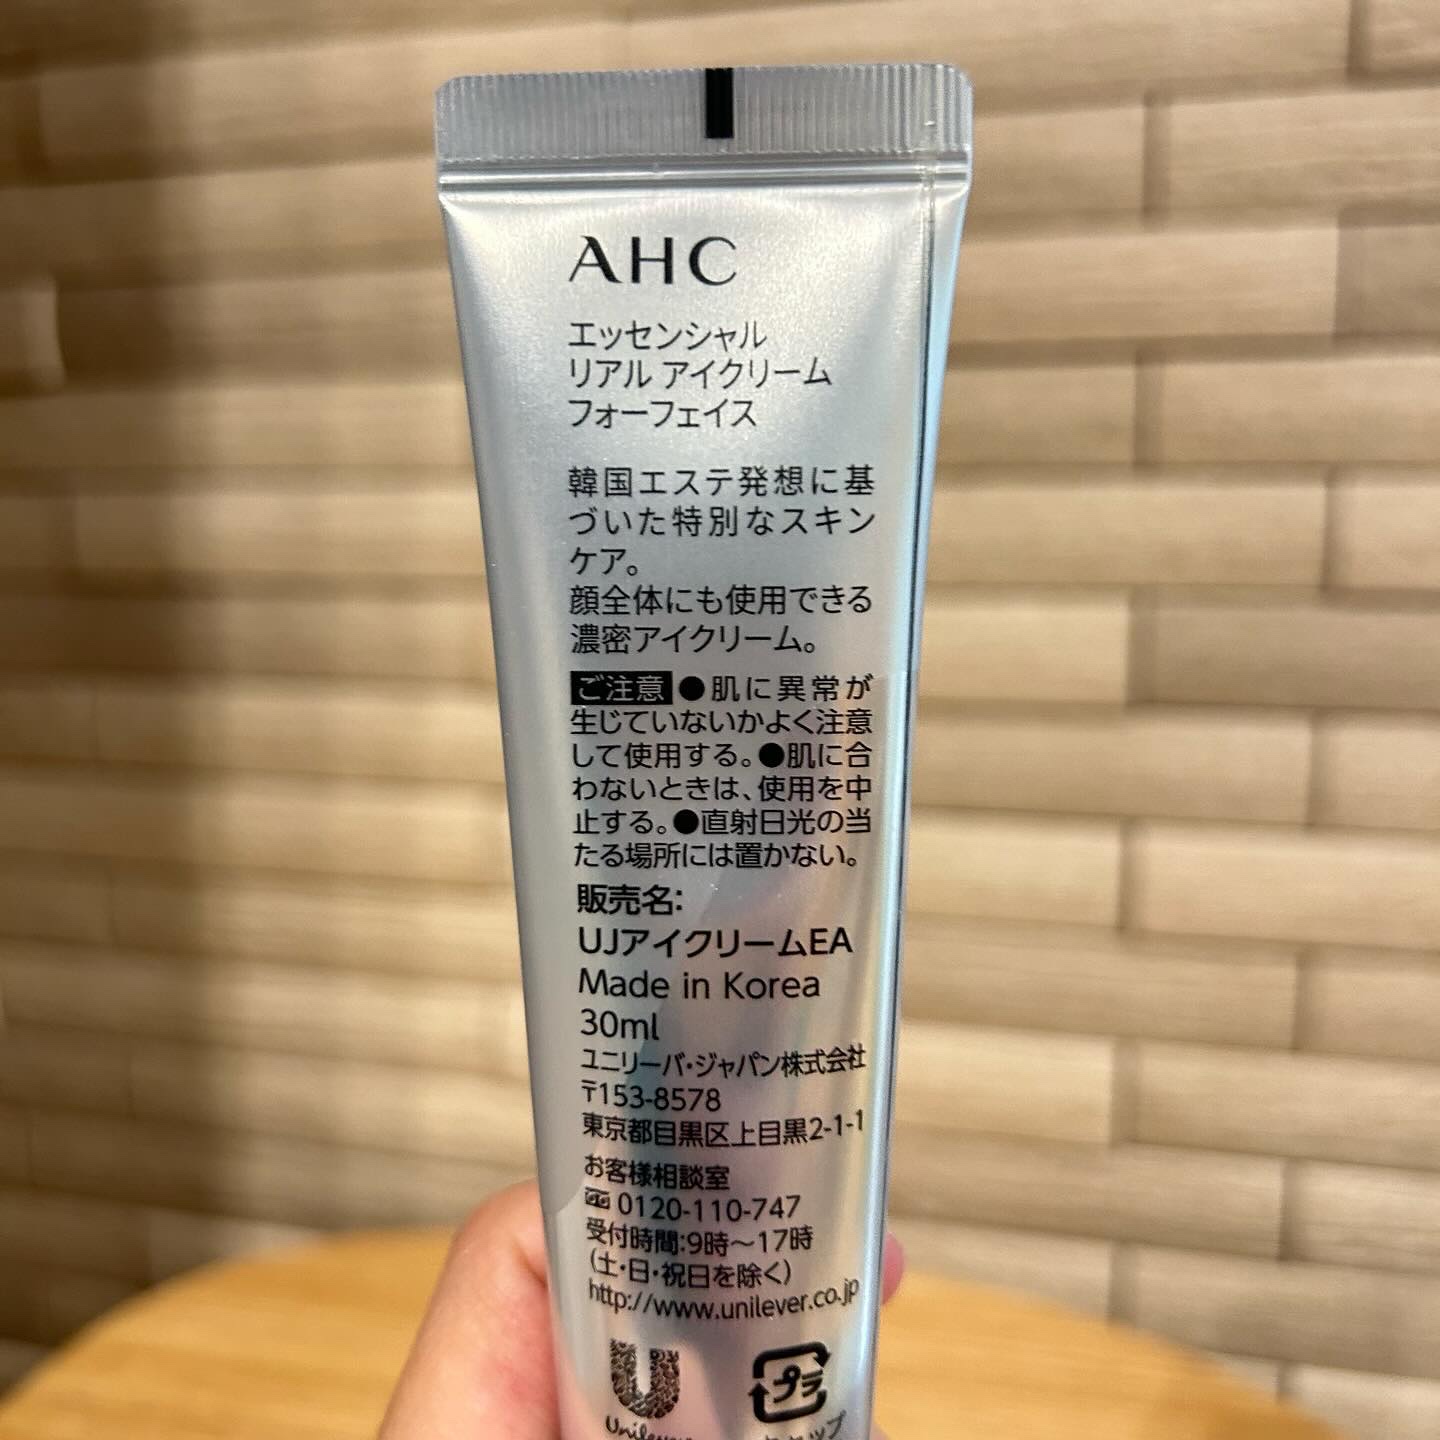 AHC
エッセンシャル
リアル アイクリーム
フォーフェイス
韓国エステ発想に基
づいた特別なスキン
ケア。
顔全体にも使用できる
濃密アイクリーム。
ご注意 ●肌に異常が
生じていないかよく注意
して使用する。●肌に合
わないときは、使用を中
止する。●直射日光の当
たる場所には置かない。
販売名:
UJアイクリームEA
Made in Korea
30ml
ユニリーバ・ジャパン株式会社
〒153-8578
東京都目黒区上目黒2-1-1
お客様相談室
0120-110-747
受付時間:9時～17時
(土・日・祝日を除く)
http://www.unilever.co.jp
プラ
Unilever